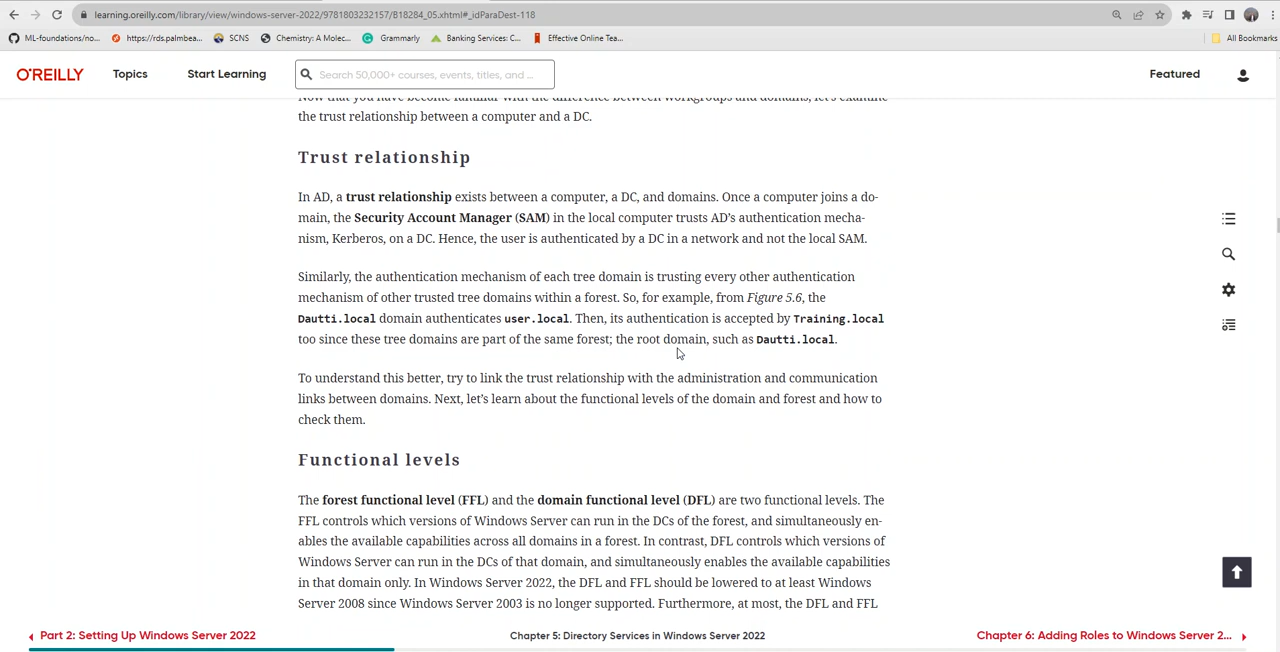 learning.oreilly.com/library/view/windows-server-2022/9781803232157/B18284_05.xhtml#_idParaDest-118
ML-foundations/no...
https://rds.palmbea...
SCNS
Chemistry: A Molec...
Grammarly
Banking Services: C...
Effective Online Tea...
All Bookmarks
O'REILLY
Topics
Start Learning
Search 50,000+ courses, events, titles, and ...
Featured
Now that you have become familiar with the difference between workgroups and domains, let's examine
the trust relationship between a computer and a DC.
Trust relationship
In AD, a trust relationship exists between a computer, a DC, and domains. Once a computer joins a do-
main, the Security Account Manager (SAM) in the local computer trusts AD's authentication mecha-
nism, Kerberos, on a DC. Hence, the user is authenticated by a DC in a network and not the local SAM.
Similarly, the authentication mechanism of each tree domain is trusting every other authentication
mechanism of other trusted tree domains within a forest. So, for example, from Figure 5.6, the
Dautti.local domain authenticates user.local. Then, its authentication is accepted by Training.local
too since these tree domains are part of the same forest; the root domain, such as Dautti.local.
To understand this better, try to link the trust relationship with the administration and communication
links between domains. Next, let's learn about the functional levels of the domain and forest and how to
check them.
Functional levels
The forest functional level (FFL) and the domain functional level (DFL) are two functional levels. The
FFL controls which versions of Windows Server can run in the DCs of the forest, and simultaneously en-
ables the available capabilities across all domains in a forest. In contrast, DFL controls which versions of
Windows Server can run in the DCs of that domain, and simultaneously enables the available capabilities
in that domain only. In Windows Server 2022, the DFL and FFL should be lowered to at least Windows
Server 2008 since Windows Server 2003 is no longer supported. Furthermore, at most, the DFL and FFL
Part 2: Setting Up Windows Server 2022
Chapter 5: Directory Services in Windows Server 2022
Chapter 6: Adding Roles to Windows Server 2...